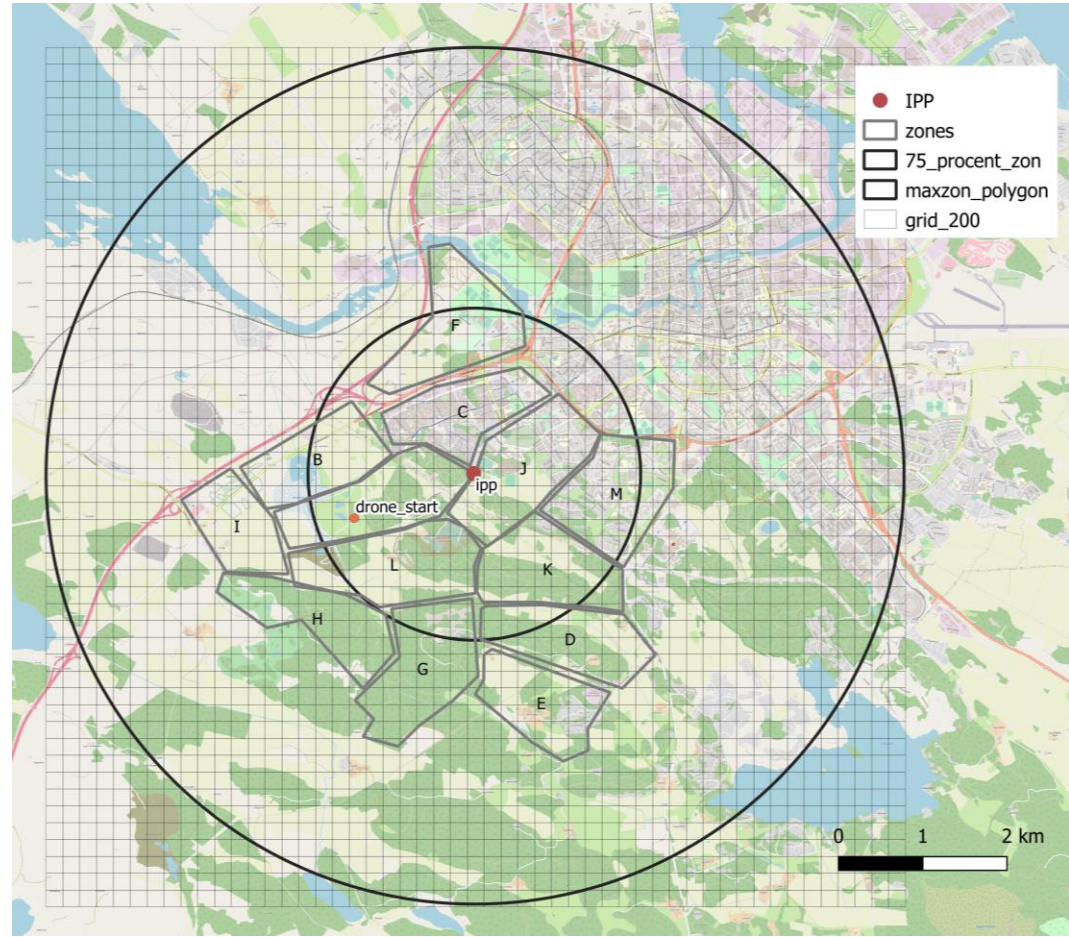 IPP
zones
75_procent_zon
maxzon_polygon
grid_200
F
C
B
J
ipp
drone_start
M
I
L
K
H
D
G
E
0 1 2 km